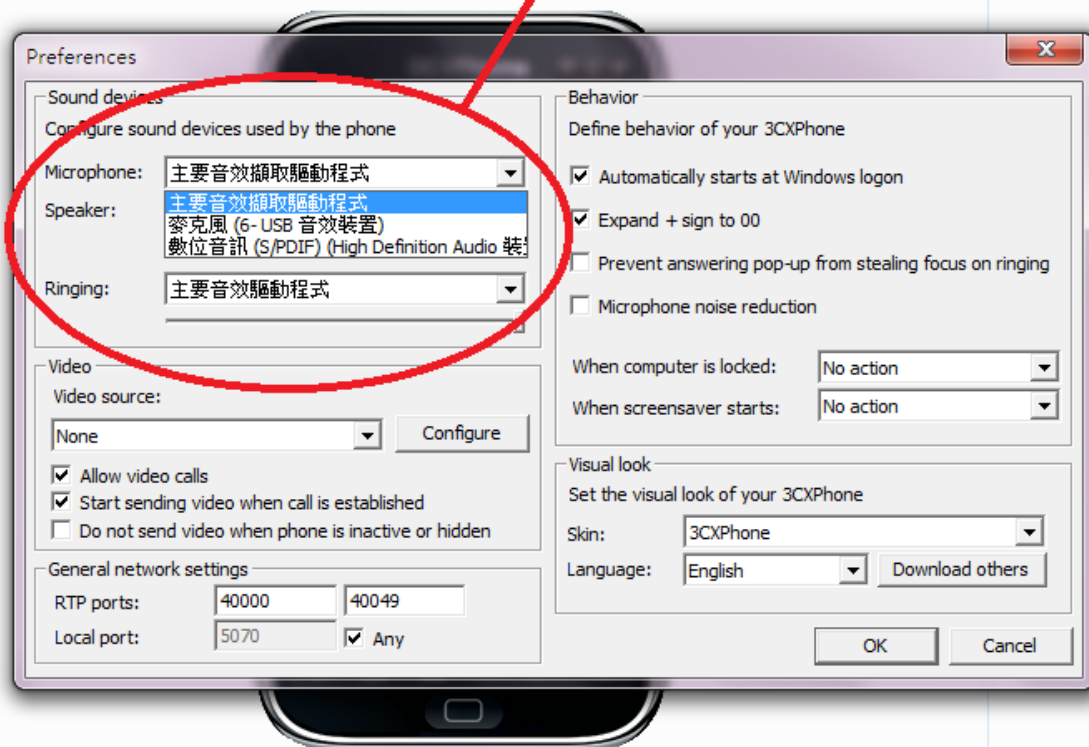 Preferences
Sound devices
Configure sound devices used by the phone
Microphone: 主要音效擷取驅動程式
主要音效擷取驅動程式
Speaker: 麥克風 (6- USB 音效裝置)
數位音訊 (S/PDIF) (High Definition Audio 裝
Ringing: 主要音效驅動程式
Video
Video source:
None
Configure
Allow video calls
Start sending video when call is established
Do not send video when phone is inactive or hidden
General network settings
RTP ports: 40000 40049
Local port: 5070 Any
Behavior
Define behavior of your 3CXPhone
Automatically starts at Windows logon
Expand + sign to 00
Prevent answering pop-up from stealing focus on ringing
Microphone noise reduction
When computer is locked: No action
When screensaver starts: No action
Visual look
Set the visual look of your 3CXPhone
Skin: 3CXPhone
Language: English Download others
OK Cancel